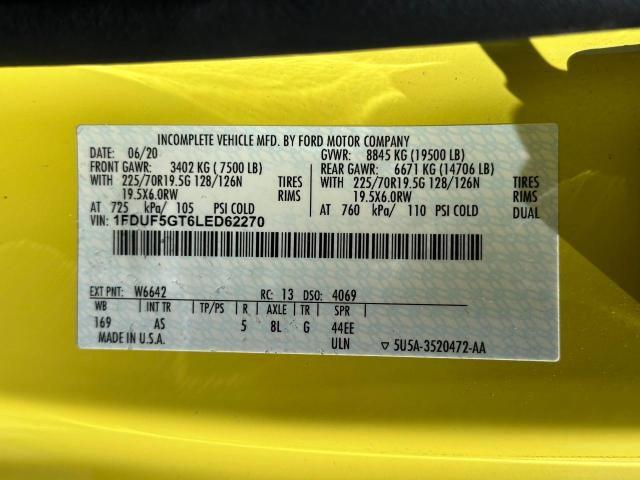 INCOMPLETE VEHICLE MFD. BY FORD MOTOR COMPANY
DATE: 06/20 GVWR: 8845 KG (19500 LB)
FRONT GAWR: 3402 KG ( 7500 LB) REAR GAWR: 6671 KG (14706 LB)
WITH 225/70R19.5G 128/126N TIRES WITH 225/70R19.5G 128/126N TIRES
19.5X6.0RW RIMS 19.5X6.0RW RIMS
AT 725 kPa/ 105 PSI COLD AT 760 kPa/ 110 PSI COLD DUAL
VIN: 1FDUF5GT6LED62270
EXT PNT: W6642 RC: 13 DSO: 4069
WB INT TR TP/PS R AXLE TR SPR
169 AS 5 8L G 44EE
MADE IN U.S.A. ULN ▽ 5U5A-3520472-AA